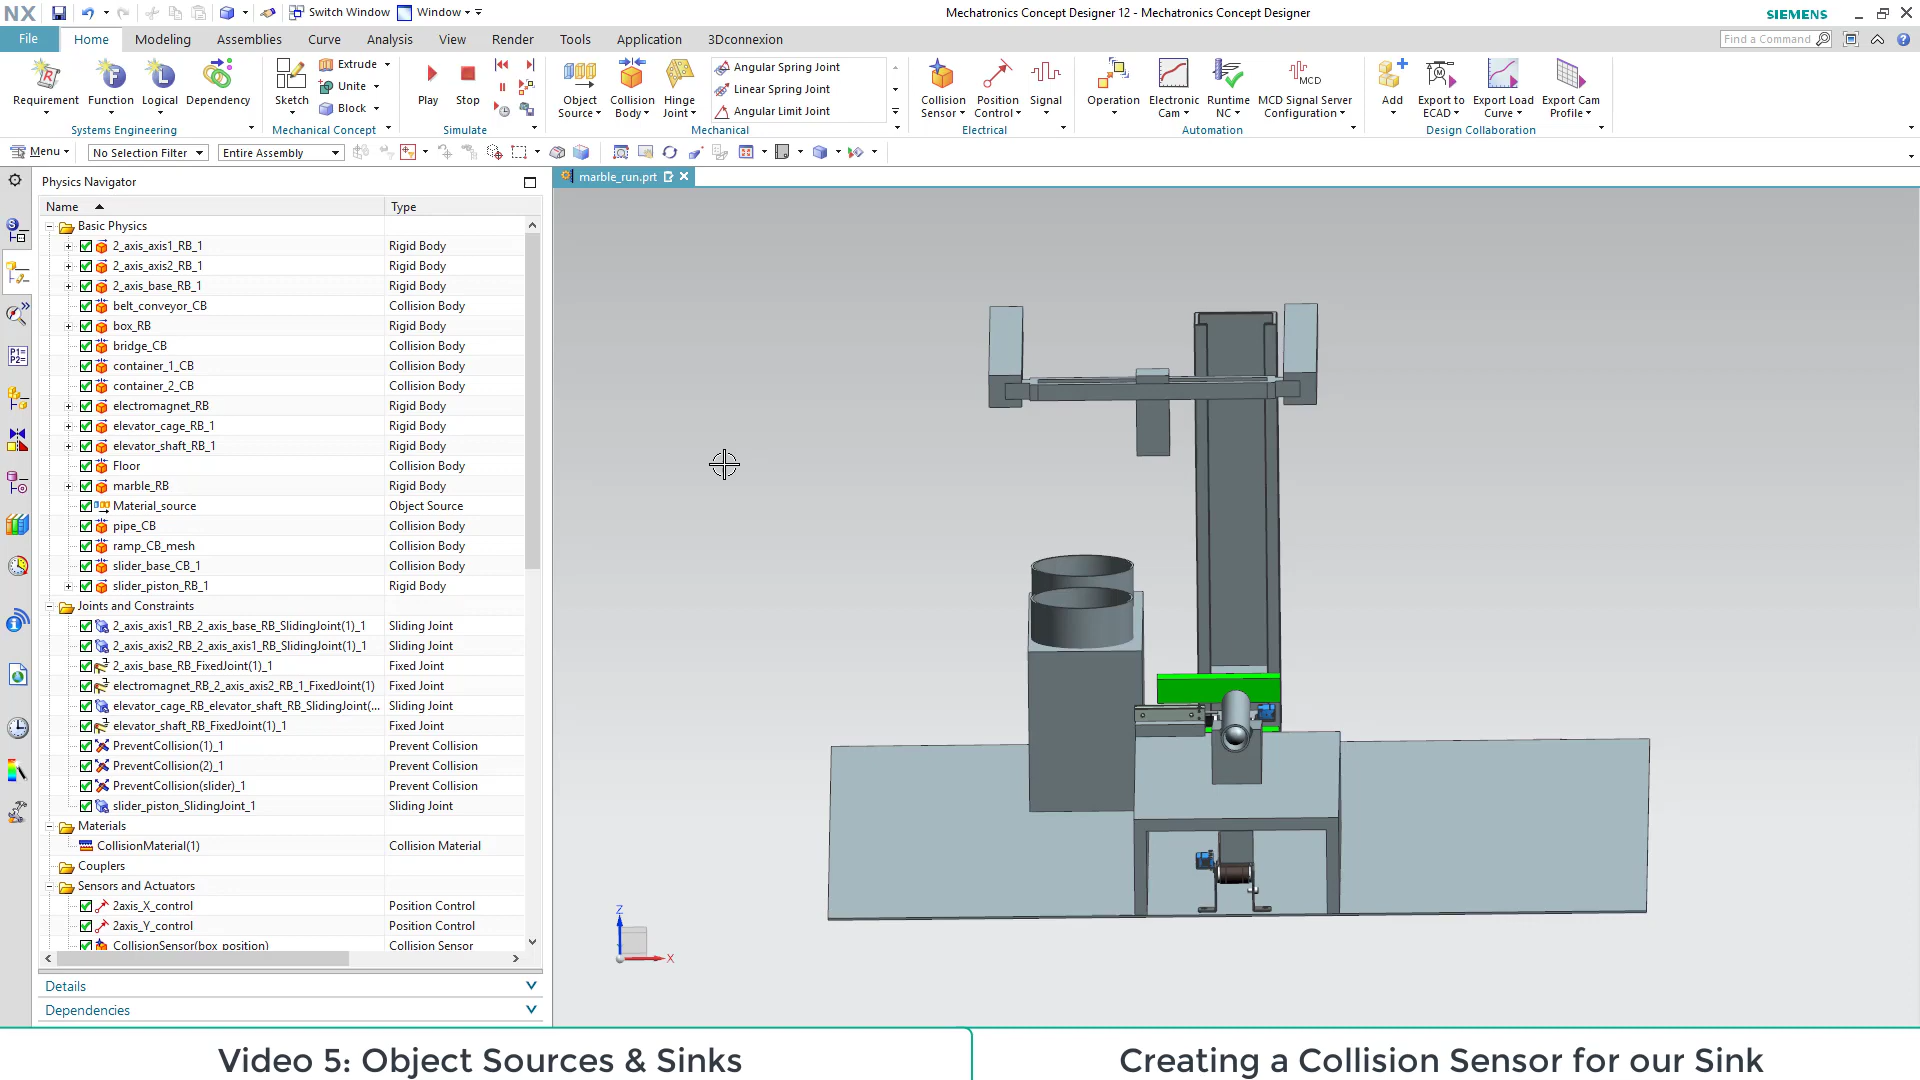 NX
Switch Window
Window
Mechatronics Concept Designer 12 - Mechatronics Concept Designer
SIEMENS
File
Home
Modeling
Assemblies
Curve
Analysis
View
Render
Tools
Application
3Dconnexion
Find a Command
Requirement
Function
Logical
Dependency
Systems Engineering
Sketch
Extrude
Unite
Block
Mechanical Concept
Play
Stop
Simulate
Object Source
Collision Body
Hinge Joint
Angular Spring Joint
Linear Spring Joint
Angular Limit Joint
Mechanical
Collision Sensor
Position Control
Signal
Electrical
Operation
Electronic Cam
Runtime NC
MCD
MCD Signal Server Configuration
Automation
Add
Export to ECAD
Export Load Curve
Export Cam Profile
Design Collaboration
Menu
No Selection Filter
Entire Assembly
Physics Navigator
marble_run.prt
Name Type
Basic Physics
2_axis_axis1_RB_1 Rigid Body
2_axis_axis2_RB_1 Rigid Body
2_axis_base_RB_1 Rigid Body
belt_conveyor_CB Collision Body
box_RB Rigid Body
bridge_CB Collision Body
container_1_CB Collision Body
container_2_CB Collision Body
electromagnet_RB Rigid Body
elevator_cage_RB_1 Rigid Body
elevator_shaft_RB_1 Rigid Body
Floor Collision Body
marble_RB Rigid Body
Material_source Object Source
pipe_CB Collision Body
ramp_CB_mesh Collision Body
slider_base_CB_1 Collision Body
slider_piston_RB_1 Rigid Body
Joints and Constraints
2_axis_axis1_RB_2_axis_base_RB_SlidingJoint(1)_1 Sliding Joint
2_axis_axis2_RB_2_axis_axis1_RB_SlidingJoint(1)_1 Sliding Joint
2_axis_base_RB_FixedJoint(1)_1 Fixed Joint
electromagnet_RB_2_axis_axis2_RB_1_FixedJoint(1) Fixed Joint
elevator_cage_RB_elevator_shaft_RB_SlidingJoint(... Sliding Joint
elevator_shaft_RB_FixedJoint(1)_1 Fixed Joint
PreventCollision(1)_1 Prevent Collision
PreventCollision(2)_1 Prevent Collision
PreventCollision(slider)_1 Prevent Collision
slider_piston_SlidingJoint_1 Sliding Joint
Materials
CollisionMaterial(1) Collision Material
Couplers
Sensors and Actuators
2axis_X_control Position Control
2axis_Y_control Position Control
CollisionSensor(box_position) Collision Sensor
Details
Dependencies
P1=
P2=
Z
X
Video 5: Object Sources & Sinks
Creating a Collision Sensor for our Sink